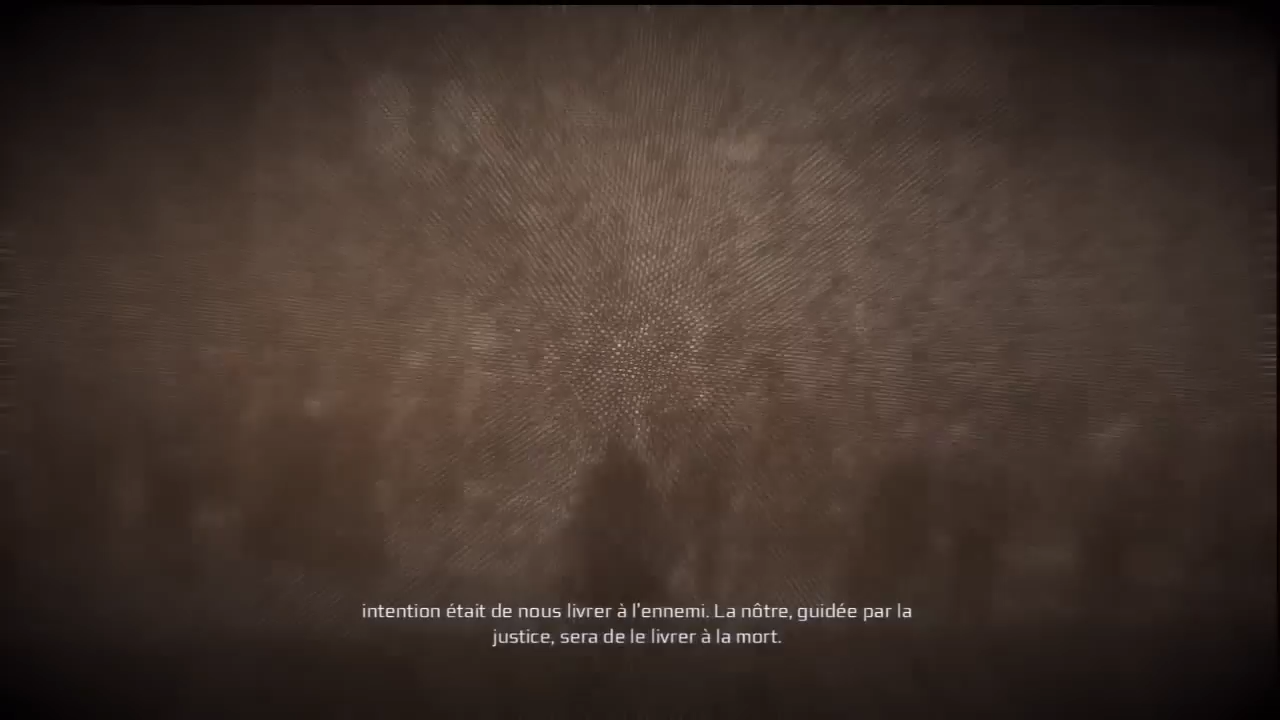 intention était de nous livrer à l'ennemi. La nôtre, guidée par la
justice, sera de le livrer à la mort.